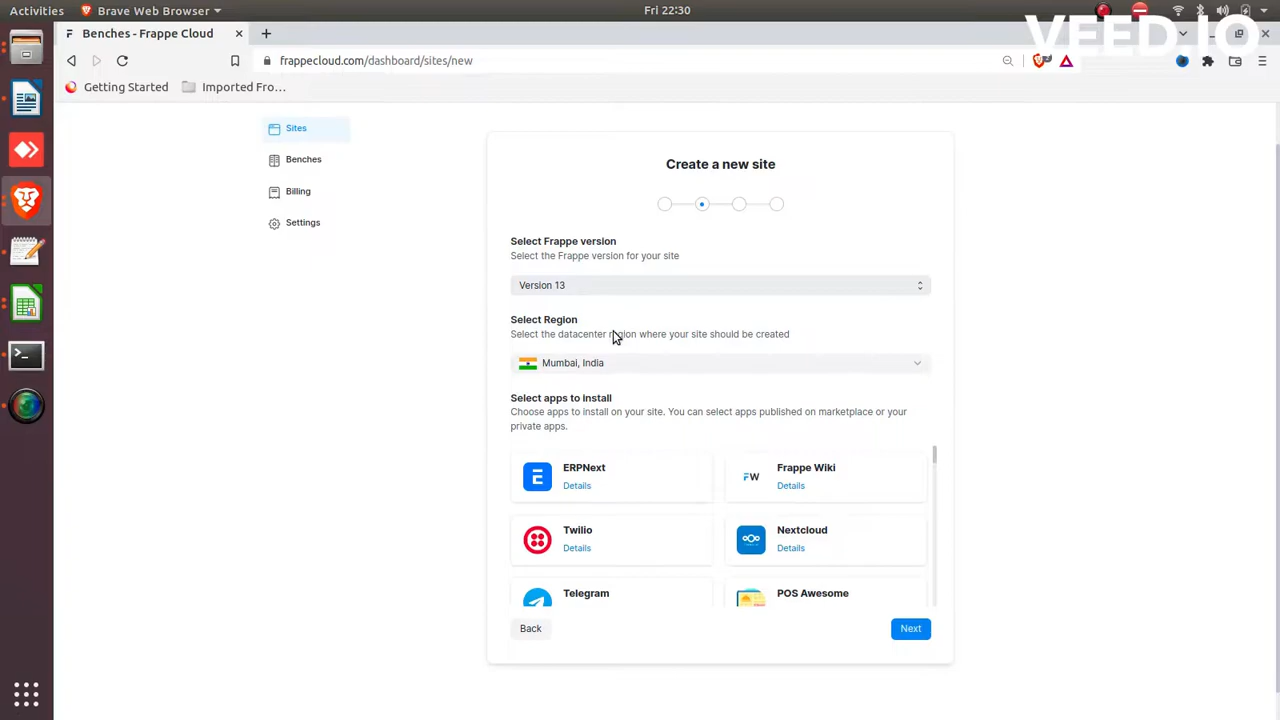 Activities
Brave Web Browser
Fri 22:30
VEED.IO
Benches - Frappe Cloud
frappecloud.com/dashboard/sites/new
Getting Started
Imported Fro...
Sites
Benches
Billing
Settings
Create a new site
Select Frappe version
Select the Frappe version for your site
Version 13
Select Region
Select the datacenter region where your site should be created
Mumbai, India
Select apps to install
Choose apps to install on your site. You can select apps published on marketplace or your
private apps.
ERPNext
Details
Frappe Wiki
Details
Twilio
Details
Nextcloud
Details
Telegram
POS Awesome
Back
Next